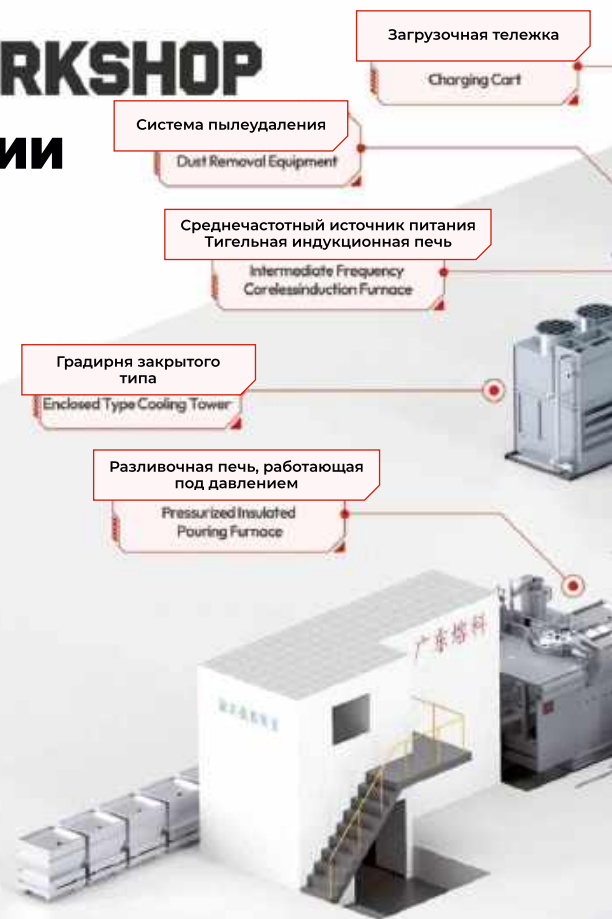 RKSHOP
ии
Загрузочная тележка
Charging Cart
Система пылеудаления
Dust Removal Equipment
Среднечастотный источник питания
Тигельная индукционная печь
Intermediate Frequency
Corelessinduction Furnace
Градирня закрытого
типа
Enclosed Type Cooling Tower
Разливочная печь, работающая
под давлением
Pressurized Insulated
Pouring Furnace
广东熔科